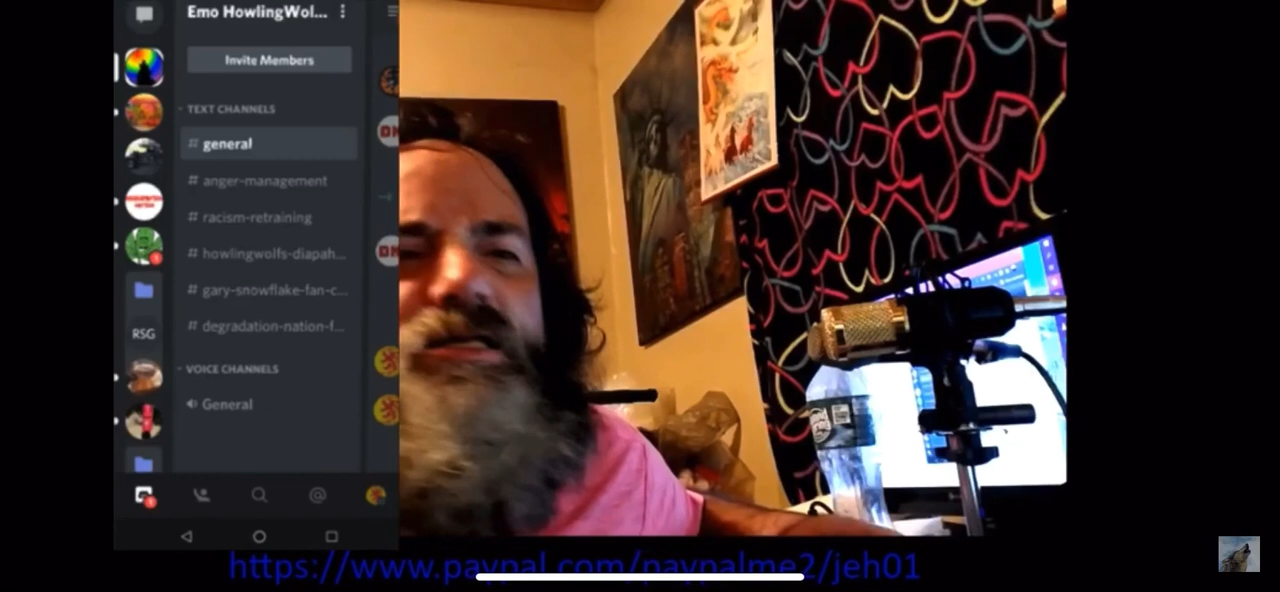 Emo HowlingWol...
Invite Members
TEXT CHANNELS
# general
# anger-management
# racism-retraining
# howlingwolfs-diapah...
# gary-snowflake-fan-c...
# degradation-nation-f...
VOICE CHANNELS
General
RSG
https://www.paypal.com/paypalme2/jeh01